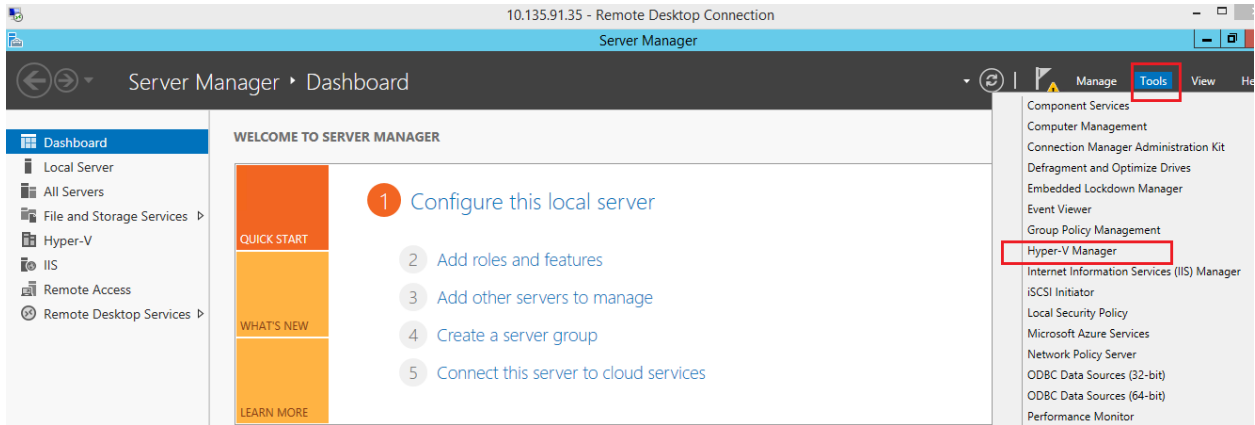 10.135.91.35 - Remote Desktop Connection
Server Manager
Server Manager ‣ Dashboard
Manage Tools View He
Dashboard
Local Server
All Servers
File and Storage Services
Hyper-V
IIS
Remote Access
Remote Desktop Services
WELCOME TO SERVER MANAGER
QUICK START
WHAT'S NEW
LEARN MORE
1 Configure this local server
2 Add roles and features
3 Add other servers to manage
4 Create a server group
5 Connect this server to cloud services
Component Services
Computer Management
Connection Manager Administration Kit
Defragment and Optimize Drives
Embedded Lockdown Manager
Event Viewer
Group Policy Management
Hyper-V Manager
Internet Information Services (IIS) Manager
iSCSI Initiator
Local Security Policy
Microsoft Azure Services
Network Policy Server
ODBC Data Sources (32-bit)
ODBC Data Sources (64-bit)
Performance Monitor